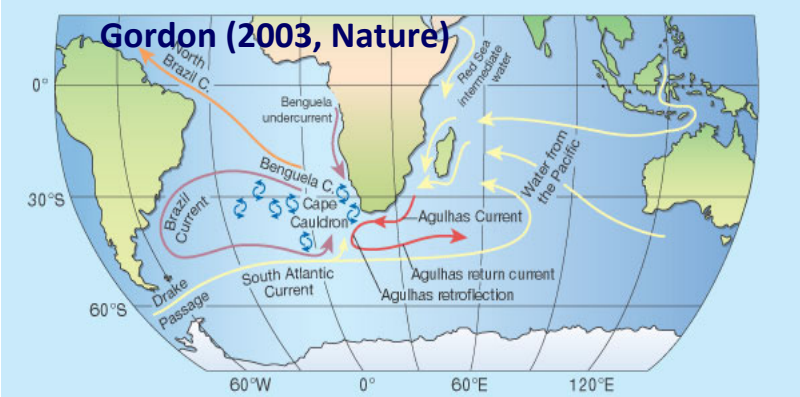 Gordon (2003, Nature)
North
Brazil C.
Red Sea
intermediate
water
0°
Benguela
undercurrent
Water from
the Pacific
Benguela C.
30°S
Brazil
Current
Cape
Cauldron
Agulhas Current
South Atlantic
Current
Agulhas return current
Agulhas retroflection
Drake
Passage
60°S
60°W
0°
60°E
120°E